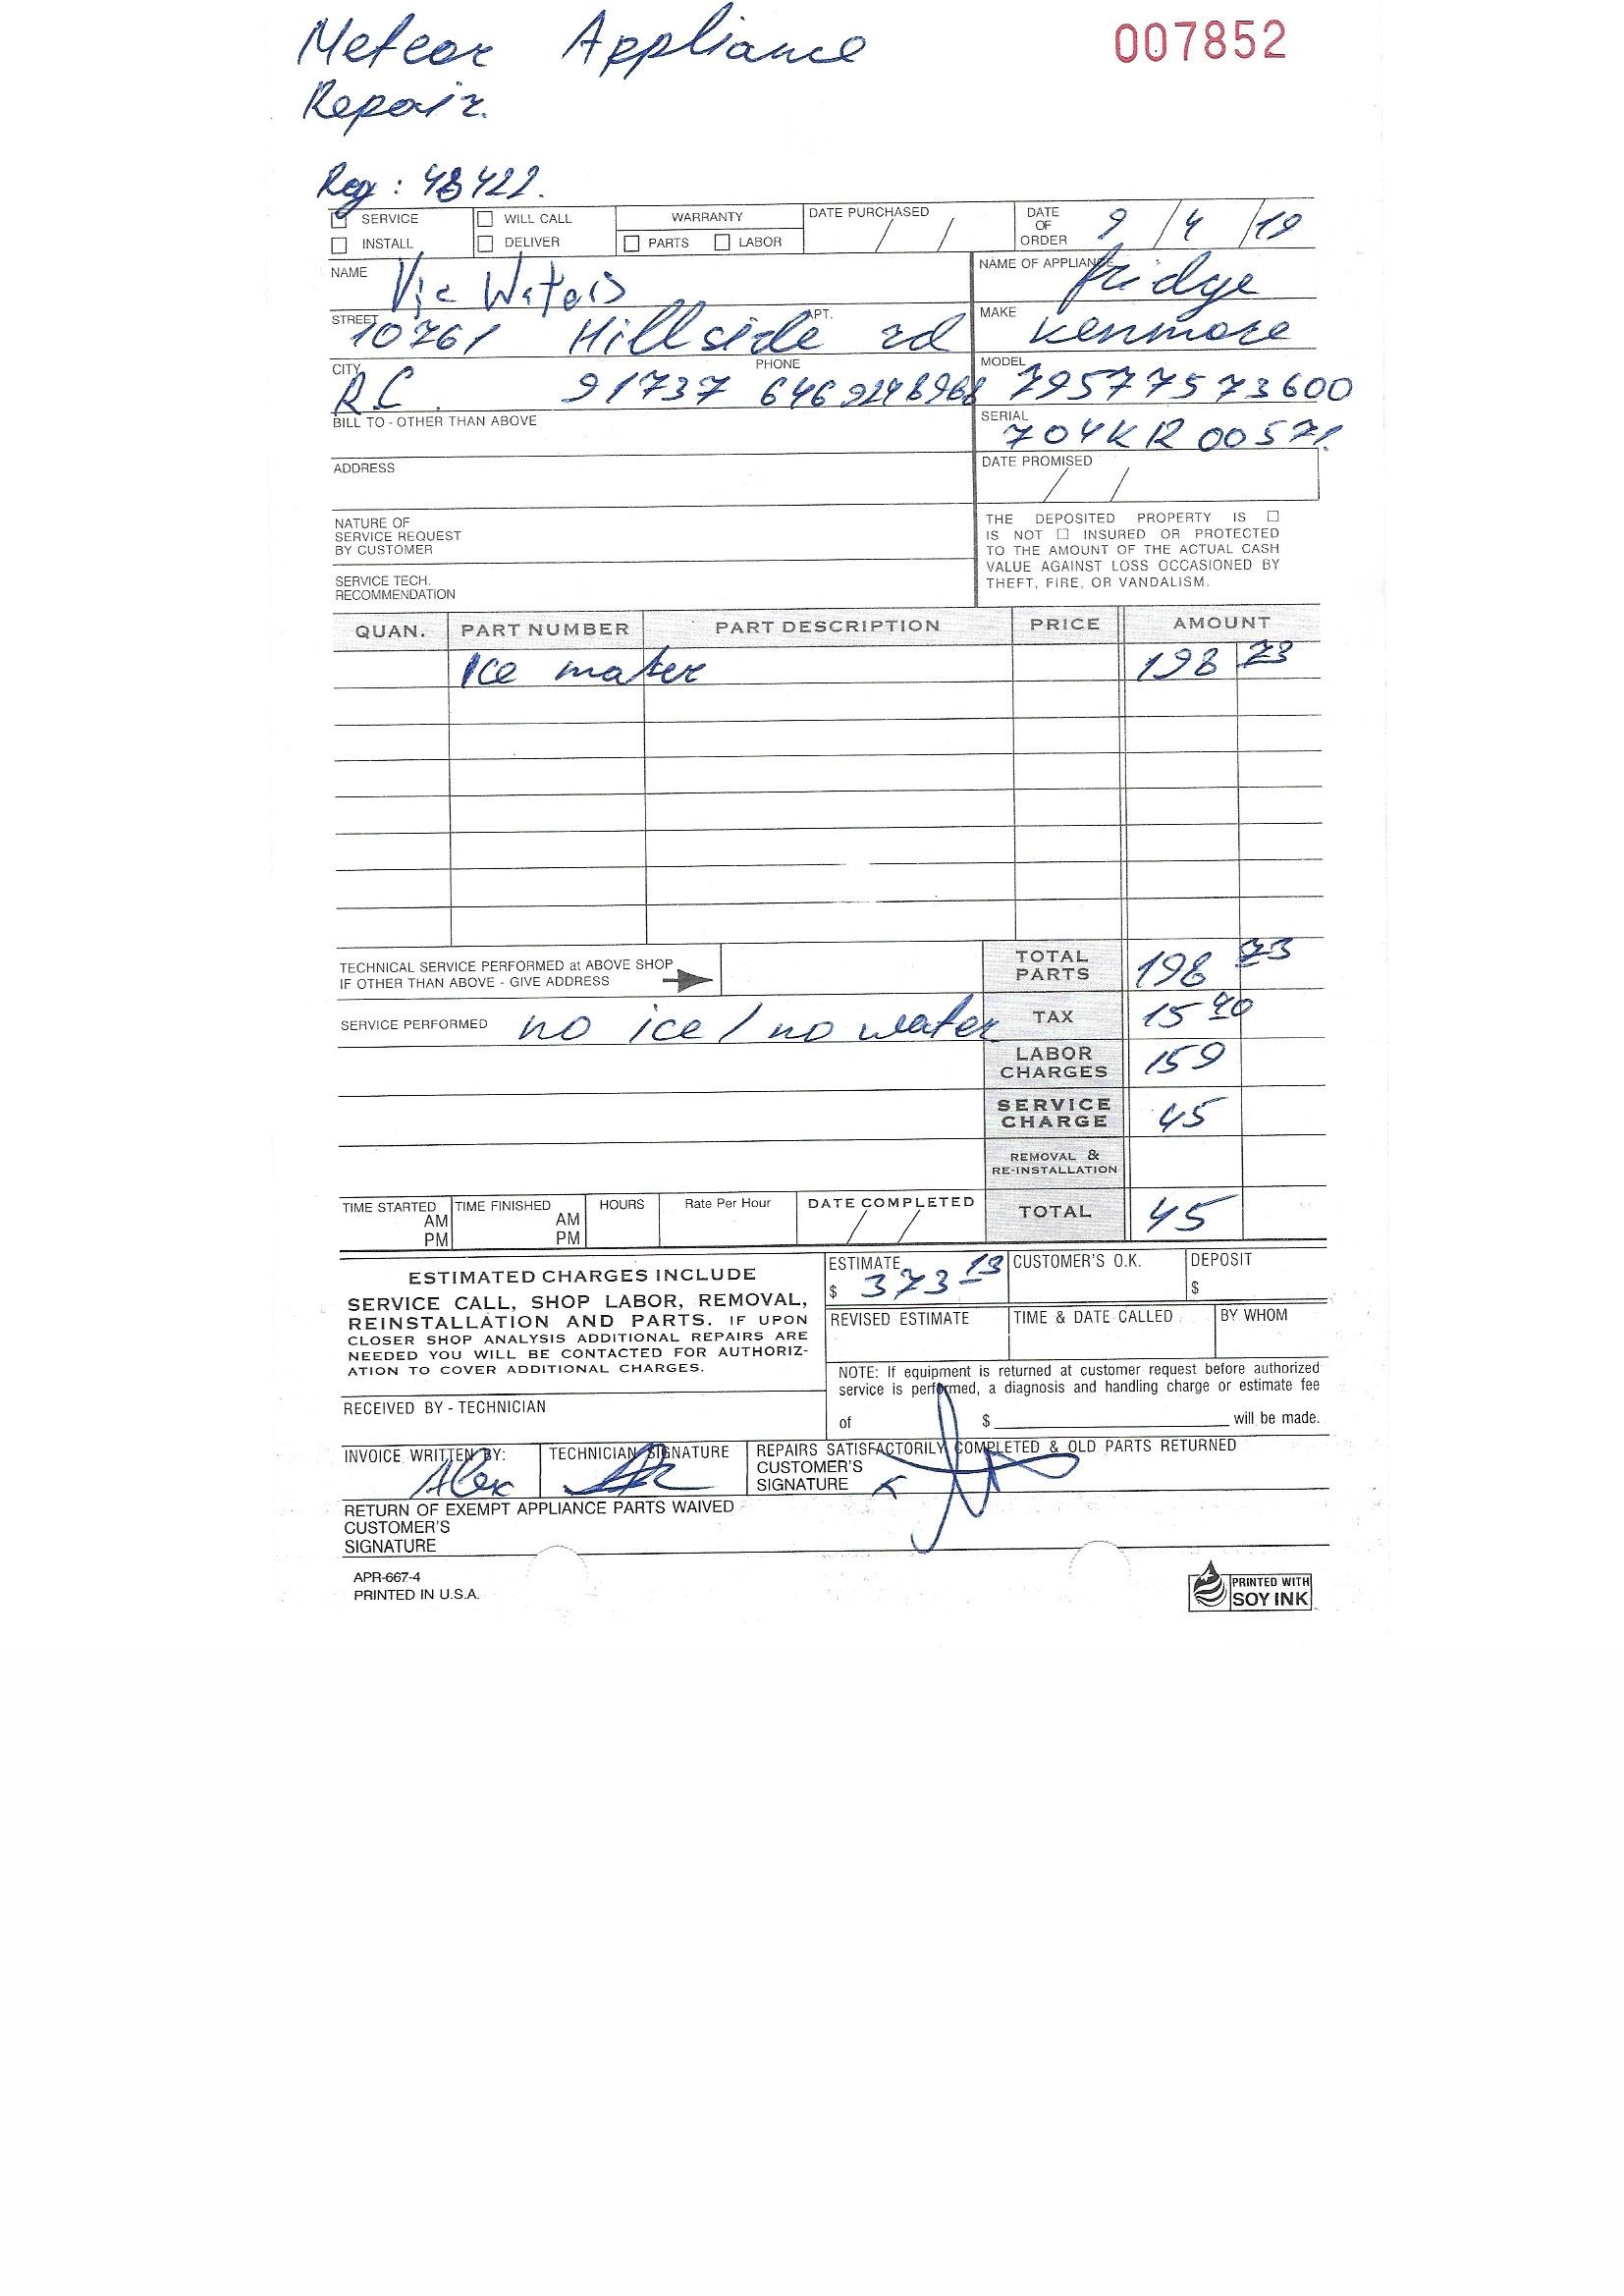 Meteor Appliance 007852
Repair.
Reg: 48422.
SERVICE WILL CALL WARRANTY DATE PURCHASED / / DATE OF ORDER 9/4/19
INSTALL DELIVER PARTS LABOR
NAME Vic Waters NAME OF APPLIANCE fridge
STREET 10761 Hillside rd APT. MAKE Kenmore
CITY R.C. 91737 PHONE 646 MODEL 79577573600
BILL TO - OTHER THAN ABOVE SERIAL 704KR00571.
ADDRESS DATE PROMISED / /
NATURE OF
SERVICE REQUEST
BY CUSTOMER
SERVICE TECH.
RECOMMENDATION
THE DEPOSITED PROPERTY IS ☐
IS NOT ☐ INSURED OR PROTECTED
TO THE AMOUNT OF THE ACTUAL CASH
VALUE AGAINST LOSS OCCASIONED BY
THEFT, FIRE, OR VANDALISM.
QUAN. PART NUMBER PART DESCRIPTION PRICE AMOUNT
Ice maker 198 73
TECHNICAL SERVICE PERFORMED at ABOVE SHOP
IF OTHER THAN ABOVE - GIVE ADDRESS
TOTAL PARTS 198 73
SERVICE PERFORMED no ice / no water TAX 15 40
LABOR CHARGES 159
SERVICE CHARGE 45
REMOVAL & RE-INSTALLATION
TIME STARTED AM PM TIME FINISHED AM PM HOURS Rate Per Hour DATE COMPLETED / / TOTAL 45
ESTIMATED CHARGES INCLUDE
SERVICE CALL, SHOP LABOR, REMOVAL,
REINSTALLATION AND PARTS. IF UPON
CLOSER SHOP ANALYSIS ADDITIONAL REPAIRS ARE
NEEDED YOU WILL BE CONTACTED FOR AUTHORIZ-
ATION TO COVER ADDITIONAL CHARGES.
ESTIMATE $ 373 13 CUSTOMER'S O.K. DEPOSIT $
REVISED ESTIMATE TIME & DATE CALLED BY WHOM
NOTE: If equipment is returned at customer request before authorized
service is performed, a diagnosis and handling charge or estimate fee
of $ will be made.
RECEIVED BY - TECHNICIAN
INVOICE WRITTEN BY: Alex TECHNICIAN SIGNATURE REPAIRS SATISFACTORILY COMPLETED & OLD PARTS RETURNED
CUSTOMER'S
SIGNATURE x
RETURN OF EXEMPT APPLIANCE PARTS WAIVED
CUSTOMER'S
SIGNATURE
APR-667-4
PRINTED IN U.S.A.
PRINTED WITH
SOY INK